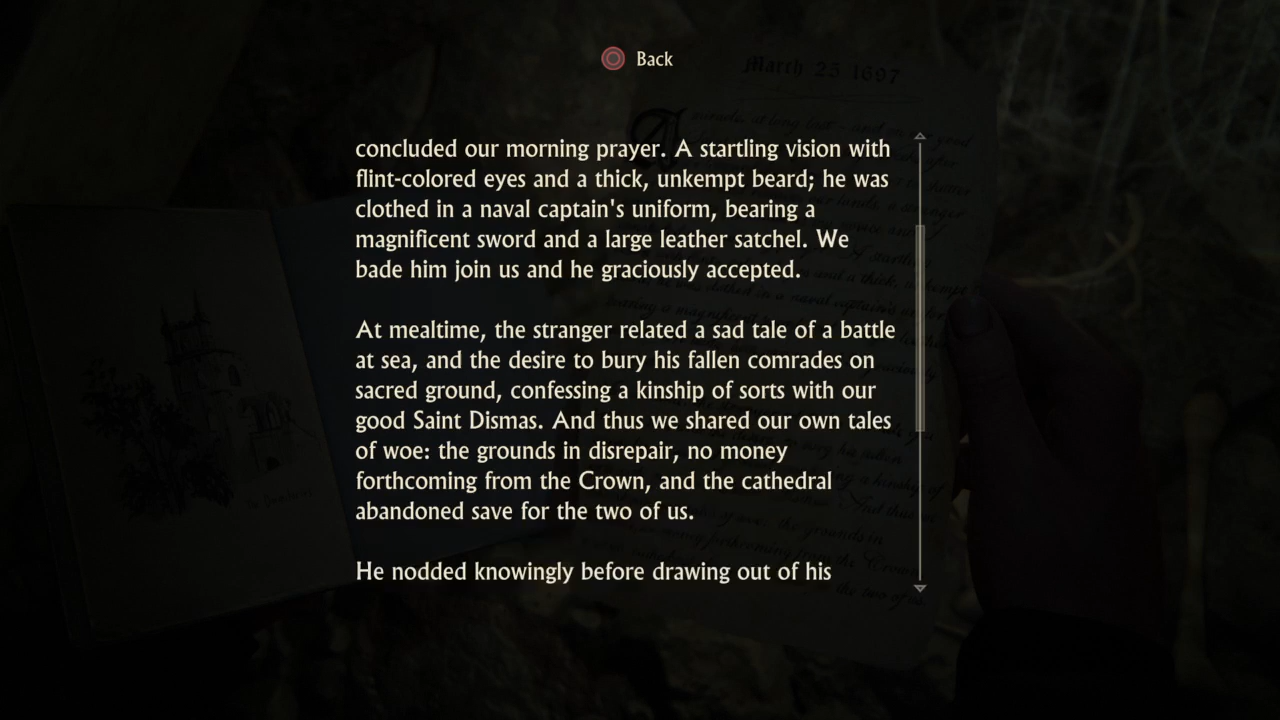 Back
March 25 1697
concluded our morning prayer. A startling vision with
flint-colored eyes and a thick, unkempt beard; he was
clothed in a naval captain's uniform, bearing a
magnificent sword and a large leather satchel. We
bade him join us and he graciously accepted.
At mealtime, the stranger related a sad tale of a battle
at sea, and the desire to bury his fallen comrades on
sacred ground, confessing a kinship of sorts with our
good Saint Dismas. And thus we shared our own tales
of woe: the grounds in disrepair, no money
forthcoming from the Crown, and the cathedral
abandoned save for the two of us.
He nodded knowingly before drawing out of his